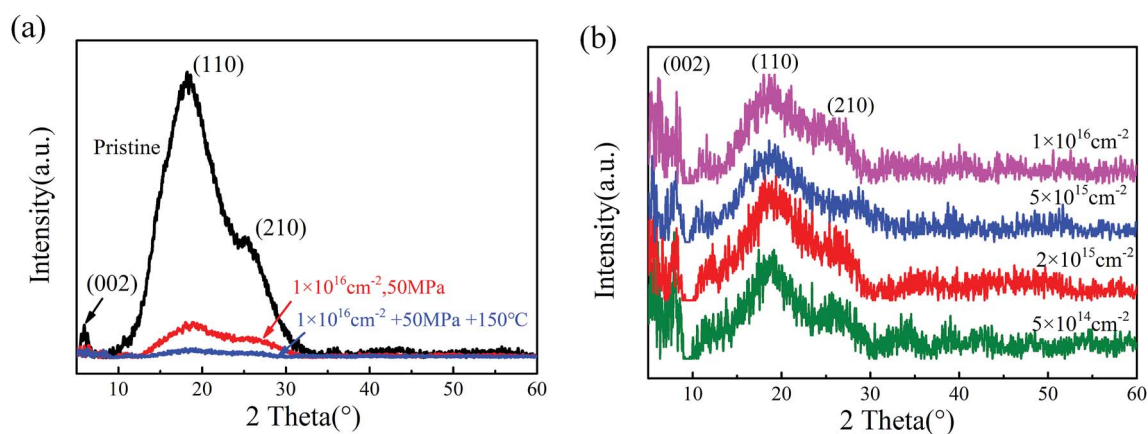 (a)
(110)
Pristine
(210)
(002)
1×10¹⁶cm⁻²,50MPa
1×10¹⁶cm⁻² +50MPa +150℃
Intensity(a.u.)
10 20 30 40 50 60
2 Theta(°)
(b)
(002) (110)
(210)
1×10¹⁶cm⁻²
5×10¹⁵cm⁻²
2×10¹⁵cm⁻²
5×10¹⁴cm⁻²
Intensity(a.u.)
10 20 30 40 50 60
2 Theta(°)